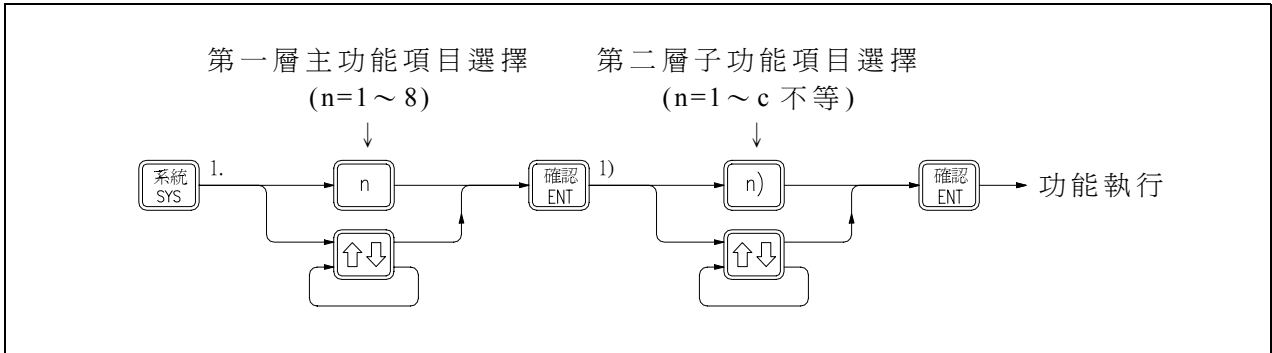 第一層主功能項目選擇
(n=1～8)
↓
第二層子功能項目選擇
(n=1～c 不等)
↓
系統
SYS
1.
n
確認
ENT
1)
n)
確認
ENT
功能執行
⇧⇩
⇧⇩